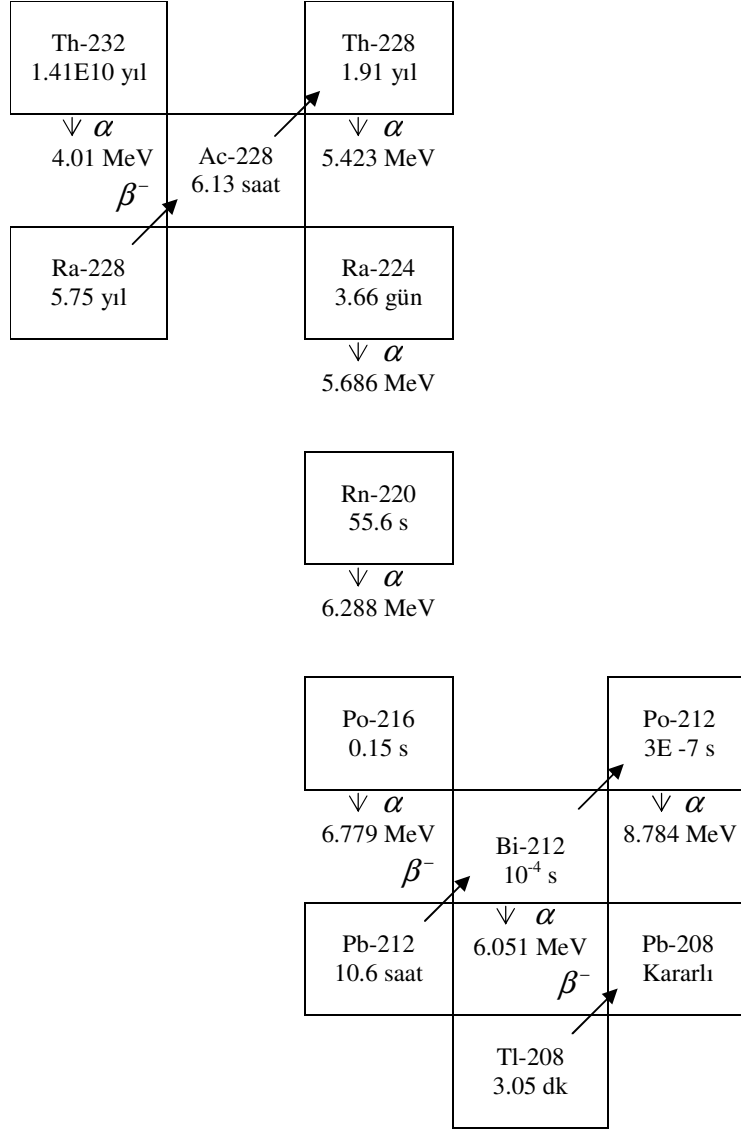 Th-232
1.41E10 yıl
Th-228
1.91 yıl
α
4.01 MeV
Ac-228
6.13 saat
α
5.423 MeV
β⁻
Ra-228
5.75 yıl
Ra-224
3.66 gün
α
5.686 MeV
Rn-220
55.6 s
α
6.288 MeV
Po-216
0.15 s
Po-212
3E -7 s
α
6.779 MeV
Bi-212
10⁻⁴ s
α
8.784 MeV
β⁻
Pb-212
10.6 saat
α
6.051 MeV
β⁻
Pb-208
Kararlı
Tl-208
3.05 dk